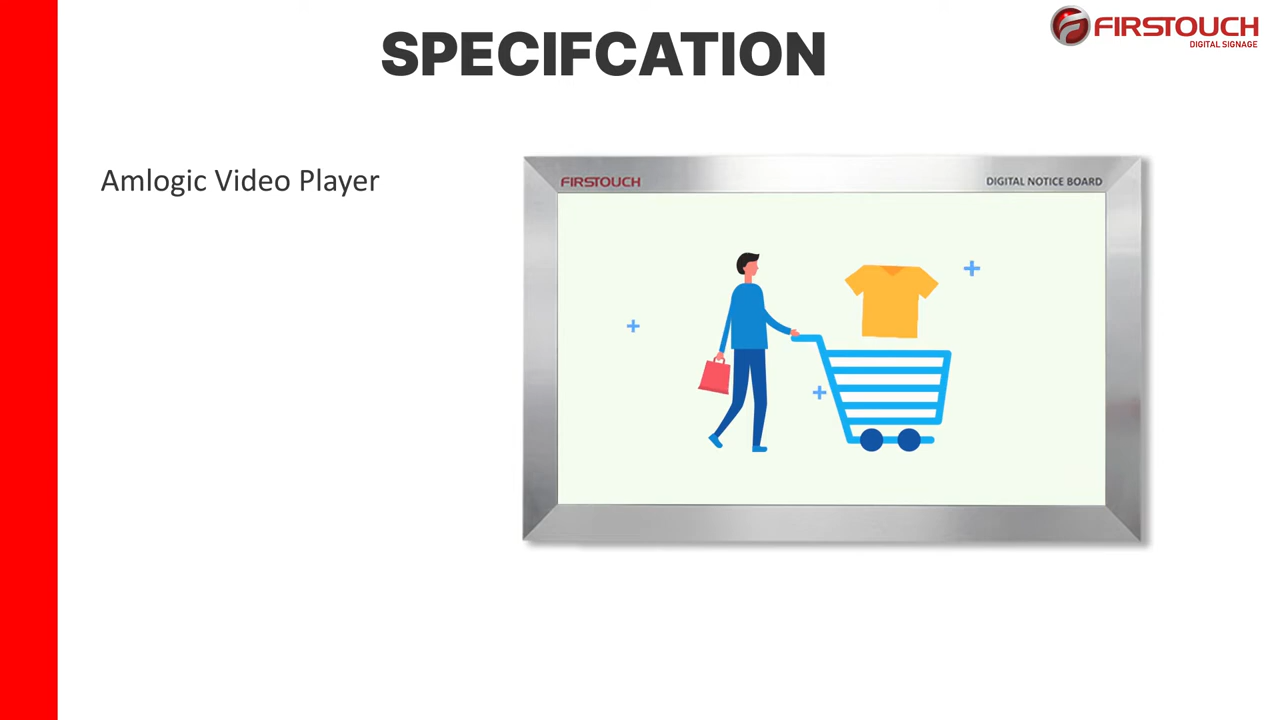 SPECIFCATION
FIRSTOUCH
DIGITAL SIGNAGE
Amlogic Video Player
FIRSTOUCH
DIGITAL NOTICE BOARD